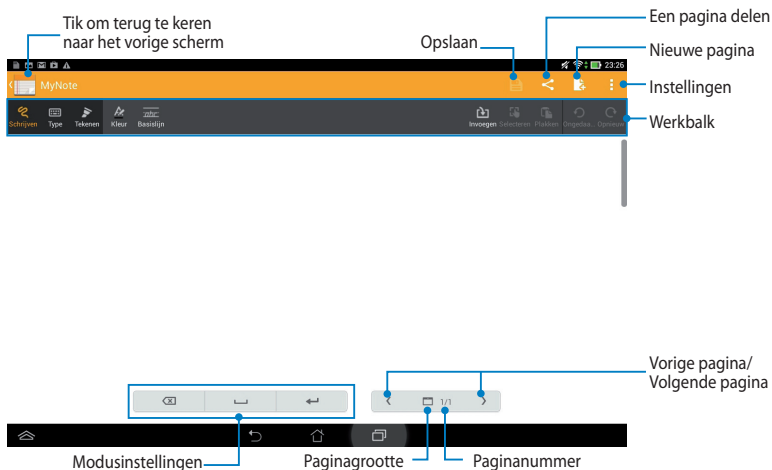 Tik om terug te keren
naar het vorige scherm
Opslaan
Een pagina delen
Nieuwe pagina
Instellingen
Werkbalk
23:26
MyNote
Schrijven Type Tekenen Kleur Basislijn
Invoegen Selecteren Plakken Ongedaa.. Opnieuw
Vorige pagina/
Volgende pagina
1/1
Modusinstellingen
Paginagrootte
Paginanummer